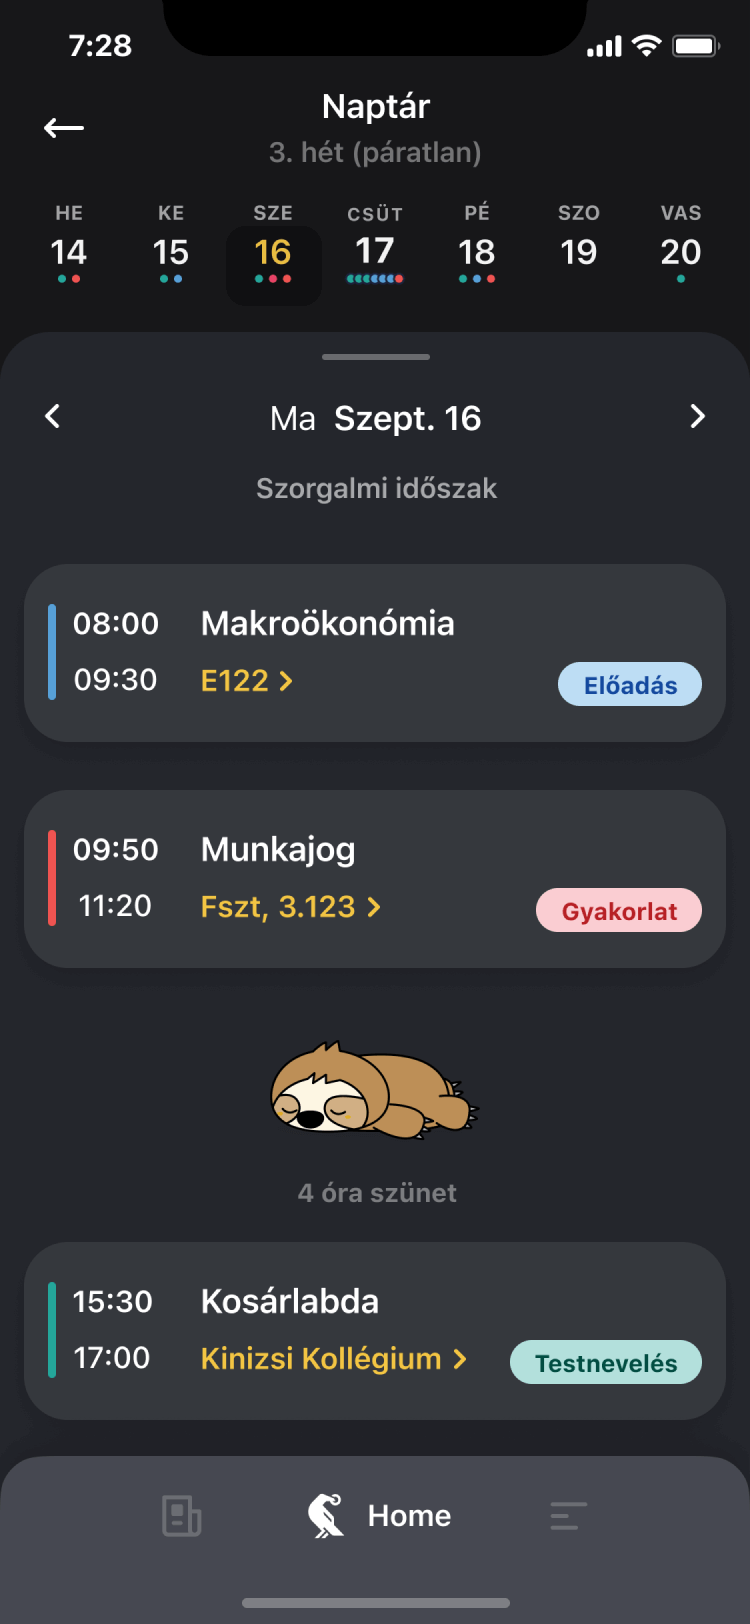 7:28
Naptár
3. hét (páratlan)
HE KE SZE CSÜT PÉ SZO VAS
14 15 16 17 18 19 20
Ma Szept. 16
Szorgalmi időszak
08:00 Makroökonómia
09:30 E122
Előadás
09:50 Munkajog
11:20 Fszt, 3.123
Gyakorlat
4 óra szünet
15:30 Kosárlabda
17:00 Kinizsi Kollégium
Testnevelés
Home